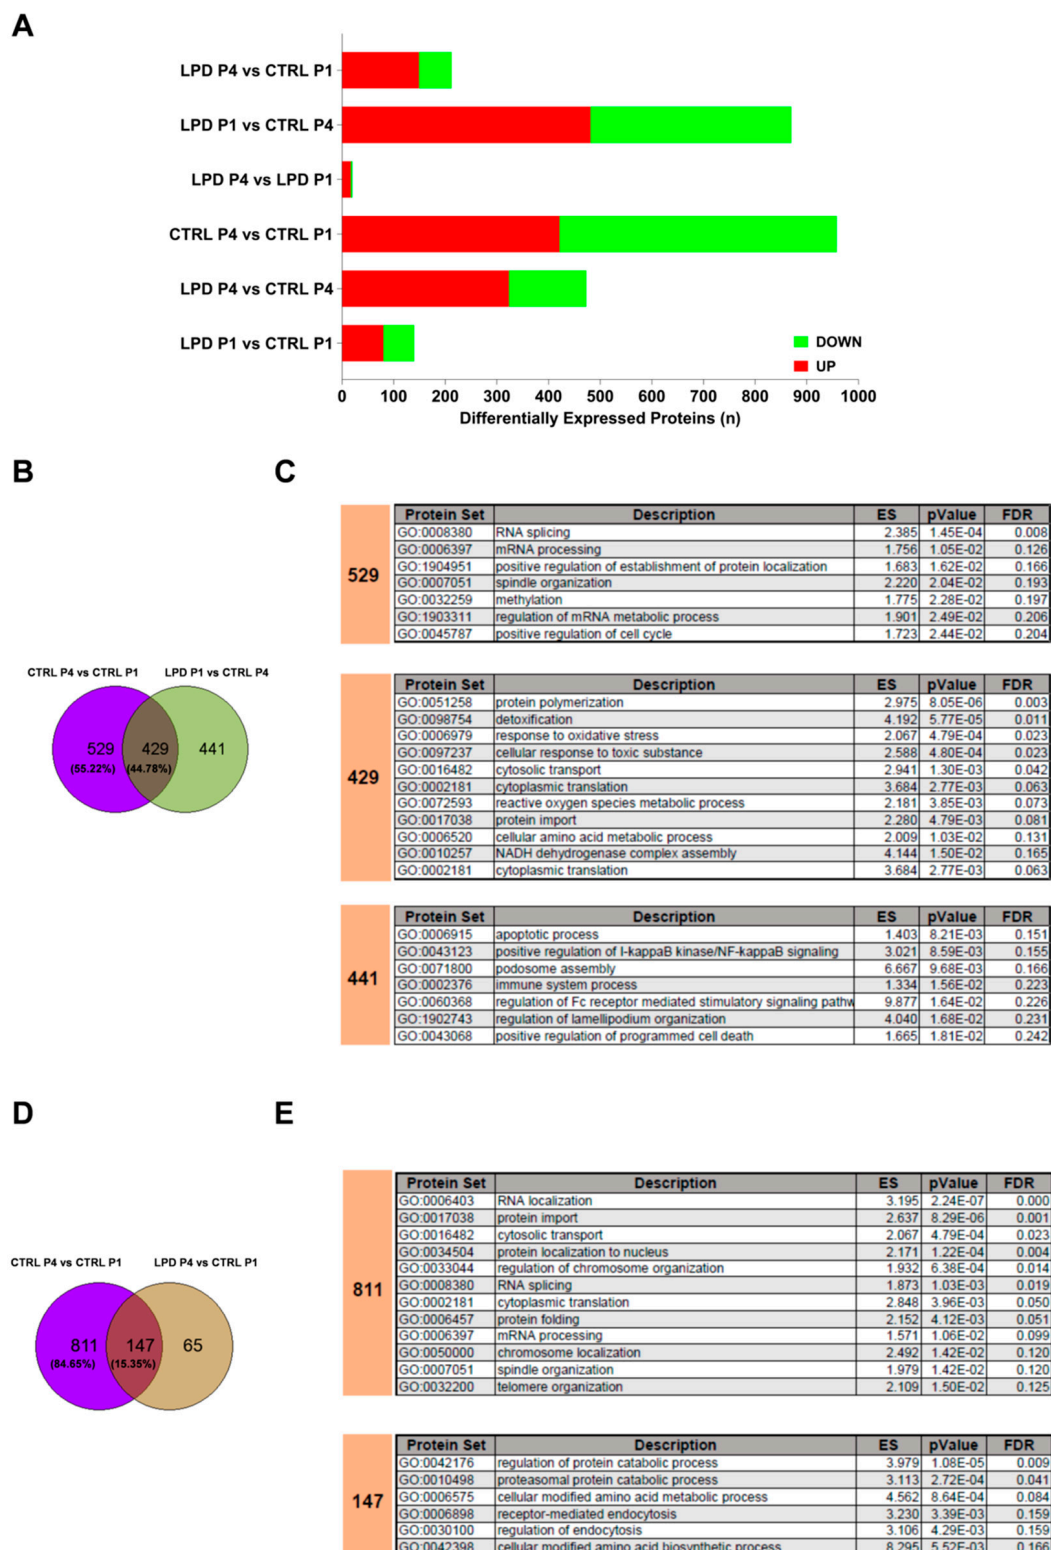 A
LPD P4 vs CTRL P1
LPD P1 vs CTRL P4
LPD P4 vs LPD P1
CTRL P4 vs CTRL P1
LPD P4 vs CTRL P4
LPD P1 vs CTRL P1
DOWN
UP
0 100 200 300 400 500 600 700 800 900 1000
Differentially Expressed Proteins (n)
B
CTRL P4 vs CTRL P1 LPD P1 vs CTRL P4
529 429 441
(55.22%) (44.78%)
C
529
Protein Set Description ES pValue FDR
GO:0008380 RNA splicing 2.385 1.45E-04 0.008
GO:0006397 mRNA processing 1.756 1.05E-02 0.126
GO:1904951 positive regulation of establishment of protein localization 1.683 1.62E-02 0.166
GO:0007051 spindle organization 2.220 2.04E-02 0.193
GO:0032259 methylation 1.775 2.28E-02 0.197
GO:1903311 regulation of mRNA metabolic process 1.901 2.49E-02 0.206
GO:0045787 positive regulation of cell cycle 1.723 2.44E-02 0.204
429
Protein Set Description ES pValue FDR
GO:0051258 protein polymerization 2.975 8.05E-06 0.003
GO:0098754 detoxification 4.192 5.77E-05 0.011
GO:0006979 response to oxidative stress 2.067 4.79E-04 0.023
GO:0097237 cellular response to toxic substance 2.588 4.80E-04 0.023
GO:0016482 cytosolic transport 2.941 1.30E-03 0.042
GO:0002181 cytoplasmic translation 3.684 2.77E-03 0.063
GO:0072593 reactive oxygen species metabolic process 2.181 3.85E-03 0.073
GO:0017038 protein import 2.280 4.79E-03 0.081
GO:0006520 cellular amino acid metabolic process 2.009 1.03E-02 0.131
GO:0010257 NADH dehydrogenase complex assembly 4.144 1.50E-02 0.165
GO:0002181 cytoplasmic translation 3.684 2.77E-03 0.063
441
Protein Set Description ES pValue FDR
GO:0006915 apoptotic process 1.403 8.21E-03 0.151
GO:0043123 positive regulation of I-kappaB kinase/NF-kappaB signaling 3.021 8.59E-03 0.155
GO:0071800 podosome assembly 6.667 9.68E-03 0.166
GO:0002376 immune system process 1.334 1.56E-02 0.223
GO:0060368 regulation of Fc receptor mediated stimulatory signaling pathw 9.877 1.64E-02 0.226
GO:1902743 regulation of lamellipodium organization 4.040 1.68E-02 0.231
GO:0043068 positive regulation of programmed cell death 1.665 1.81E-02 0.242
D
CTRL P4 vs CTRL P1 LPD P4 vs CTRL P1
811 147 65
(84.65%) (15.35%)
E
811
Protein Set Description ES pValue FDR
GO:0006403 RNA localization 3.195 2.24E-07 0.000
GO:0017038 protein import 2.637 8.29E-06 0.001
GO:0016482 cytosolic transport 2.067 4.79E-04 0.023
GO:0034504 protein localization to nucleus 2.171 1.22E-04 0.004
GO:0033044 regulation of chromosome organization 1.932 6.38E-04 0.014
GO:0008380 RNA splicing 1.873 1.03E-03 0.019
GO:0002181 cytoplasmic translation 2.848 3.96E-03 0.050
GO:0006457 protein folding 2.152 4.12E-03 0.051
GO:0006397 mRNA processing 1.571 1.06E-02 0.099
GO:0050000 chromosome localization 2.492 1.42E-02 0.120
GO:0007051 spindle organization 1.979 1.42E-02 0.120
GO:0032200 telomere organization 2.109 1.50E-02 0.125
147
Protein Set Description ES pValue FDR
GO:0042176 regulation of protein catabolic process 3.979 1.08E-05 0.009
GO:0010498 proteasomal protein catabolic process 3.113 2.72E-04 0.041
GO:0006575 cellular modified amino acid metabolic process 4.562 8.64E-04 0.084
GO:0006898 receptor-mediated endocytosis 3.230 3.39E-03 0.159
GO:0030100 regulation of endocytosis 3.106 4.29E-03 0.159
GO:0042398 cellular modified amino acid biosynthetic process 8.295 5.52E-03 0.166